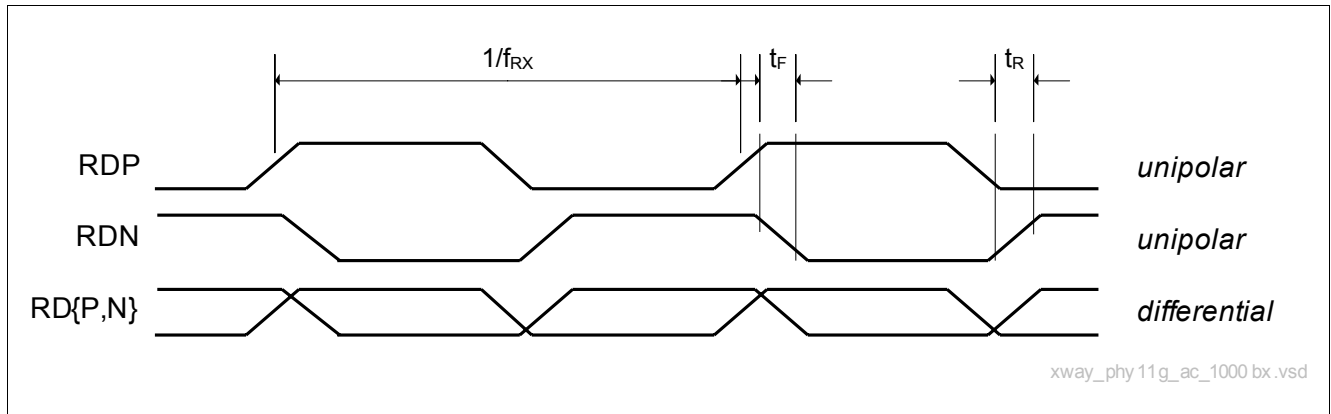 1/fRX
tF
tR
RDP
unipolar
RDN
unipolar
RD{P,N}
differential
xway_phy11g_ac_1000bx.vsd